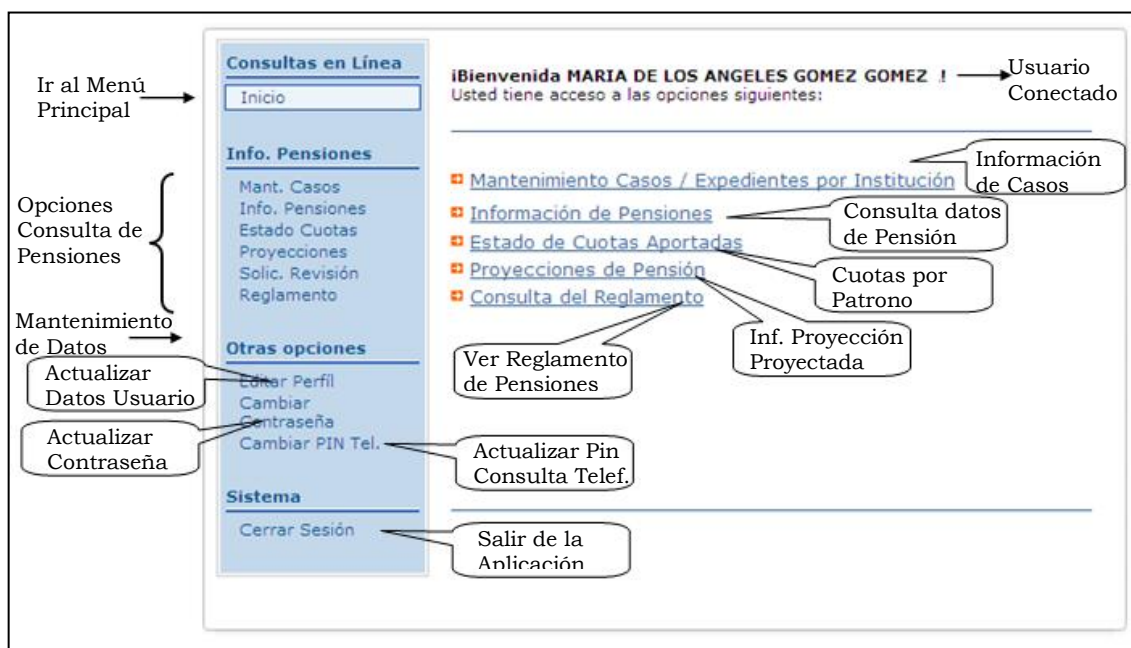 Ir al Menú
Principal
Opciones
Consulta de
Pensiones
Mantenimiento
de Datos
Actualizar
Datos Usuario
Actualizar
Contraseña
Consultas en Línea
Inicio
Info. Pensiones
Mant. Casos
Info. Pensiones
Estado Cuotas
Proyecciones
Solic. Revisión
Reglamento
Otras opciones
Editar Perfíl
Cambiar
Contraseña
Cambiar PIN Tel.
Sistema
Cerrar Sesión
¡Bienvenida MARIA DE LOS ANGELES GOMEZ GOMEZ !
Usted tiene acceso a las opciones siguientes:
Usuario
Conectado
Mantenimiento Casos / Expedientes por Institución
Información
de Casos
Información de Pensiones
Consulta datos
de Pensión
Estado de Cuotas Aportadas
Cuotas por
Patrono
Proyecciones de Pensión
Inf. Proyección
Proyectada
Consulta del Reglamento
Ver Reglamento
de Pensiones
Actualizar Pin
Consulta Telef.
Salir de la
Aplicación